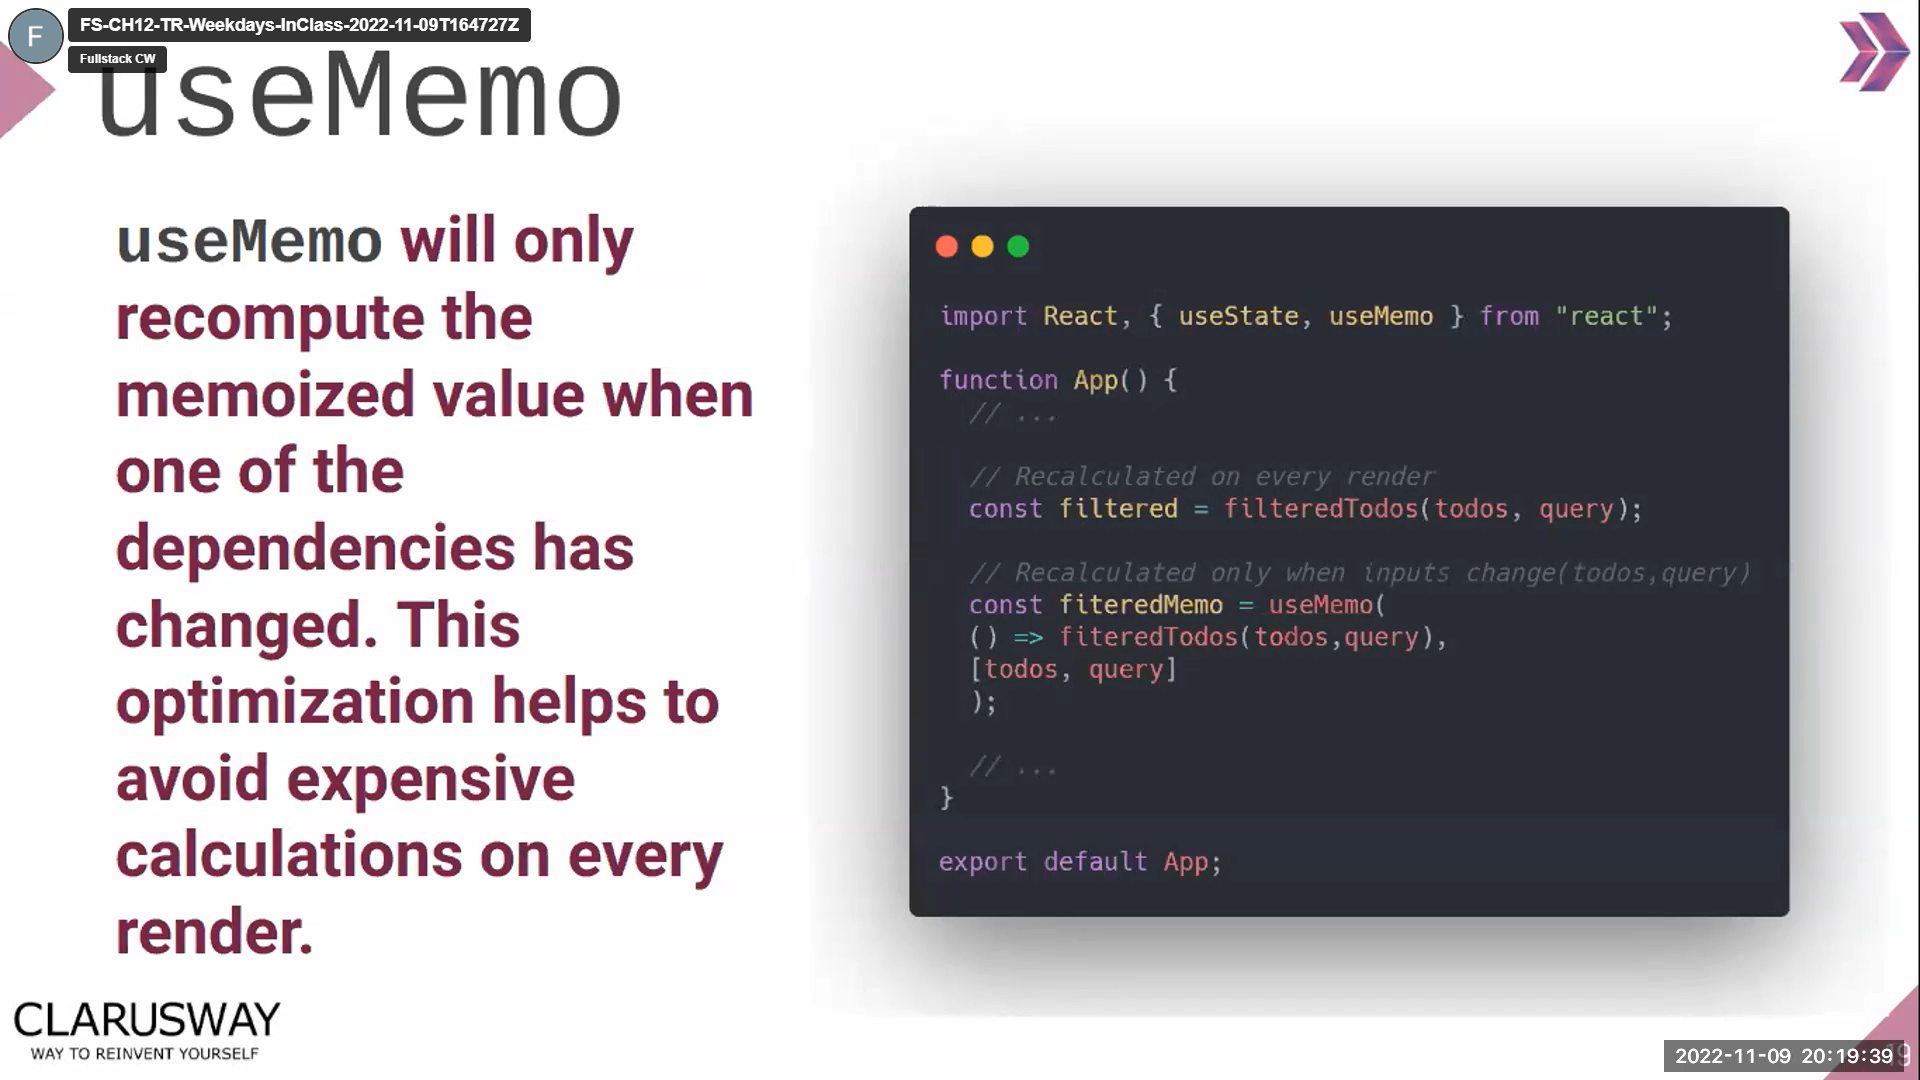 F
FS-CH12-TR-Weekdays-InClass-2022-11-09T164727Z
Fullstack CW
useMemo
useMemo will only
recompute the
memoized value when
one of the
dependencies has
changed. This
optimization helps to
avoid expensive
calculations on every
render.
import React, { useState, useMemo } from "react";
function App() {
// ...
// Recalculated on every render
const filtered = filteredTodos(todos, query);
// Recalculated only when inputs change(todos,query)
const fiteredMemo = useMemo(
() => fiteredTodos(todos,query),
[todos, query]
);
// ...
}
export default App;
CLARUSWAY
WAY TO REINVENT YOURSELF
2022-11-09 20:19:39
19